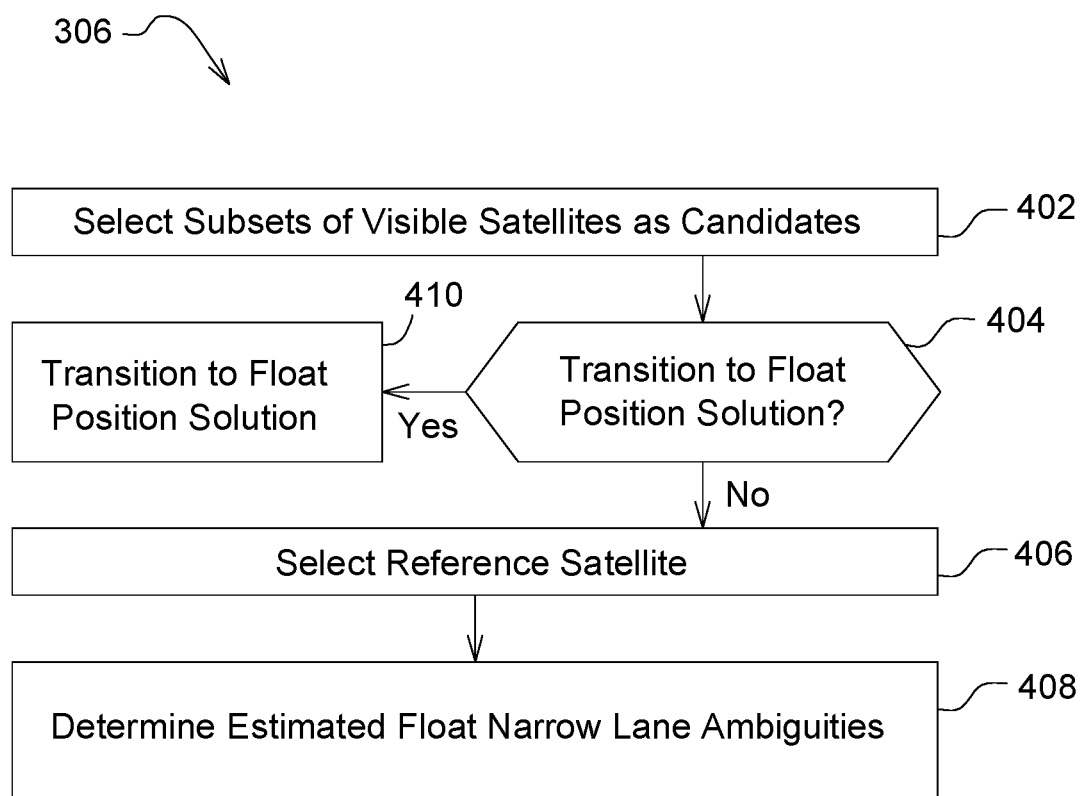 306
Select Subsets of Visible Satellites as Candidates
402
410
404
Transition to Float
Position Solution
Transition to Float
Position Solution?
Yes
No
Select Reference Satellite
406
Determine Estimated Float Narrow Lane Ambiguities
408